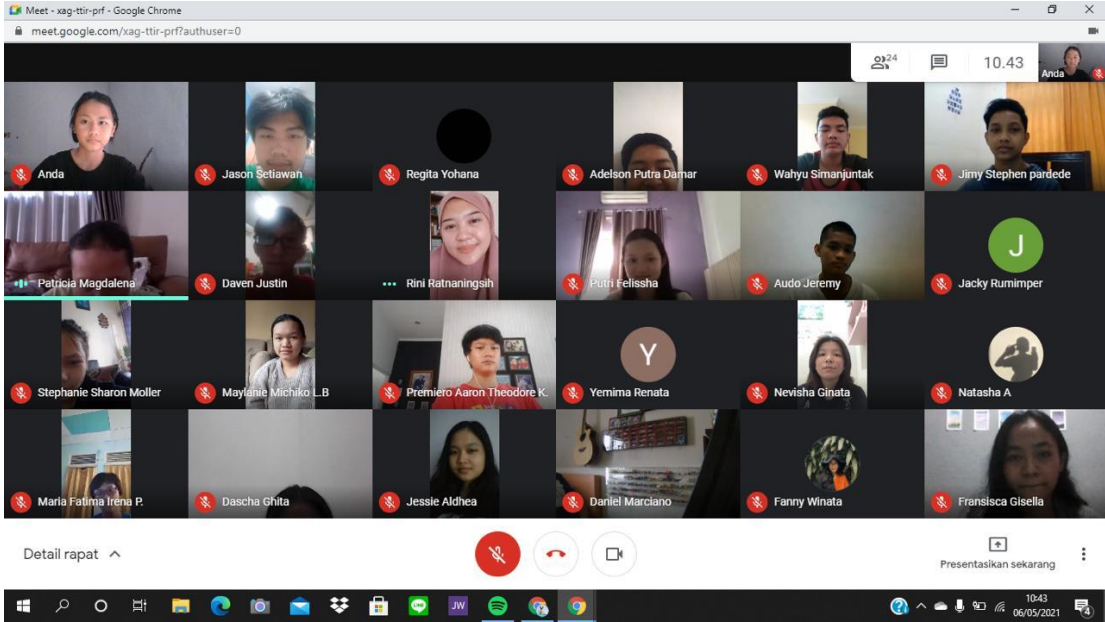 Meet - xag-ttir-prf - Google Chrome
meet.google.com/xag-ttir-prf?authuser=0
24
10.43
Anda
Anda
Jason Setiawan
Regita Yohana
Adelson Putra Damar
Wahyu Simanjuntak
Jimy Stephen pardede
Patricia Magdalena
Daven Justin
Rini Ratnaningsih
Putri Felissha
Audo Jeremy
J
Jacky Rumimper
Stephanie Sharon Moller
Maylanie Michiko L.B
Premiero Aaron Theodore K.
Y
Yemima Renata
Nevisha Ginata
Natasha A
Maria Fatima Irena P.
Dascha Ghita
Jessie Aldhea
Daniel Marciano
Fanny Winata
Fransisca Gisella
Detail rapat
Presentasikan sekarang
LINE
JW
10:43
06/05/2021
4